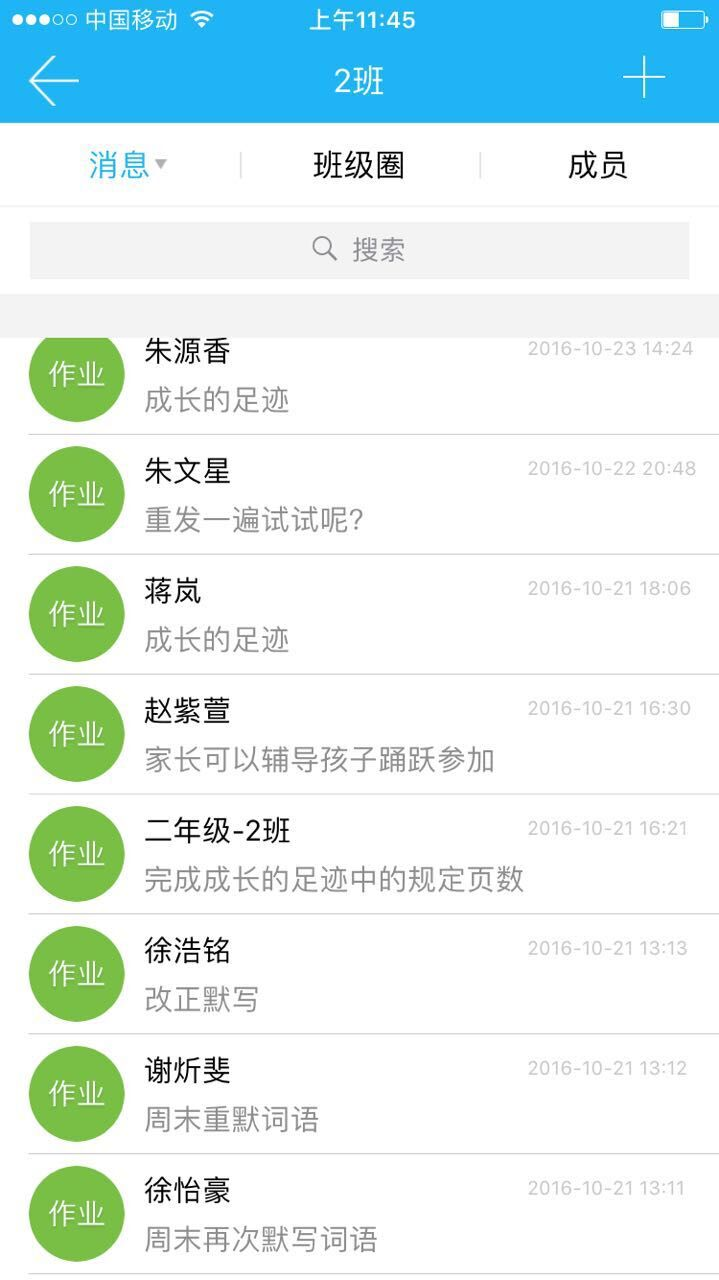 中国移动 上午11:45
2班
消息 班级圈 成员
搜索
作业 朱源香 2016-10-23 14:24
成长的足迹
作业 朱文星 2016-10-22 20:48
重发一遍试试呢?
作业 蒋岚 2016-10-21 18:06
成长的足迹
作业 赵紫萱 2016-10-21 16:30
家长可以辅导孩子踊跃参加
作业 二年级-2班 2016-10-21 16:21
完成成长的足迹中的规定页数
作业 徐浩铭 2016-10-21 13:13
改正默写
作业 谢炘斐 2016-10-21 13:12
周末重默词语
作业 徐怡豪 2016-10-21 13:11
周末再次默写词语